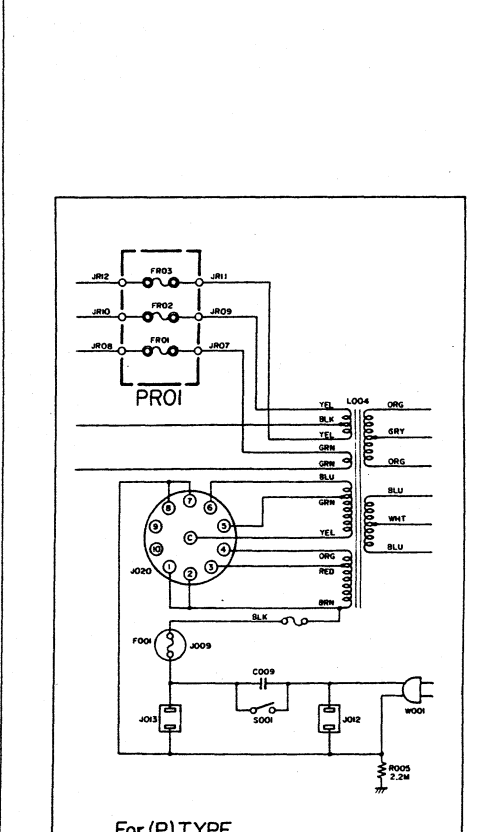 JR12 FR03 JR11
JR10 FR02 JR09
JR08 FR01 JR07
PR01
YEL L004 ORG
BLK
GRY
YEL
GRN
GRN ORG
BLU
BLU
GRN
WHT
YEL
BLU
ORG
RED
BRN
8 7 6
9 5
C
10 4
1 2 3
J020
BLK
F001 J009
C009
S001
J013
J012
W001
R005
2.2M
For (P) TYPE